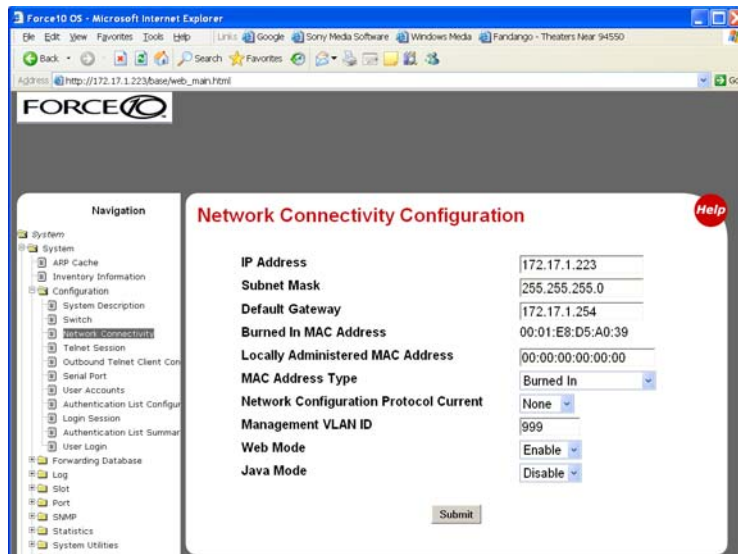 Force10 OS - Microsoft Internet Explorer
File Edit View Favorites Tools Help Links Google Sony Media Software Windows Media Fandango - Theaters Near 94550
Back Search Favorites
Address http://172.17.1.223/base/web_main.html Go
FORCE10
Navigation
System
System
ARP Cache
Inventory Information
Configuration
System Description
Switch
Network Connectivity
Telnet Session
Outbound Telnet Client Con
Serial Port
User Accounts
Authentication List Configur
Login Session
Authentication List Summar
User Login
Forwarding Database
Log
Slot
Port
SNMP
Statistics
System Utilities
Network Connectivity Configuration
Help
IP Address 172.17.1.223
Subnet Mask 255.255.255.0
Default Gateway 172.17.1.254
Burned In MAC Address 00:01:E8:D5:A0:39
Locally Administered MAC Address 00:00:00:00:00:00
MAC Address Type Burned In
Network Configuration Protocol Current None
Management VLAN ID 999
Web Mode Enable
Java Mode Disable
Submit